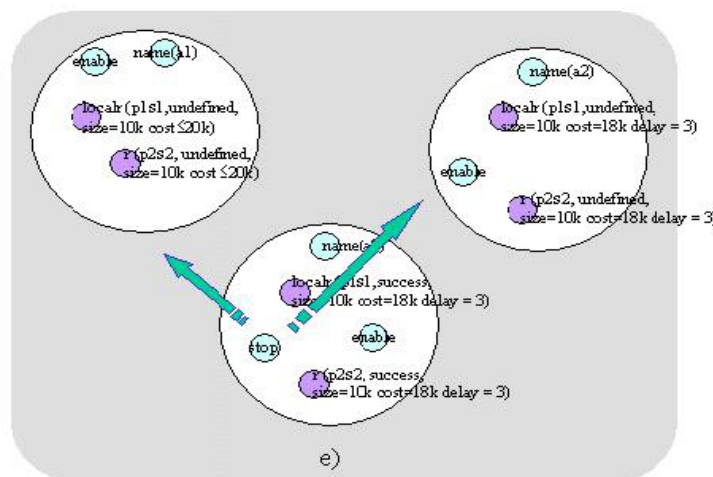 enable
name(a1)
localr (p1s1,undefined,
size=10k cost ≤20k)
r (p2s2, undefined,
size=10k cost ≤20k)
name(a2)
localr (p1s1,undefined,
size=10k cost=18k delay = 3)
enable
r (p2s2, undefined,
size=10k cost=18k delay = 3)
localr (p1s1,success,
size=10k cost=18k delay = 3)
stop
enable
r (p2s2, success,
size=10k cost=18k delay = 3)
e)